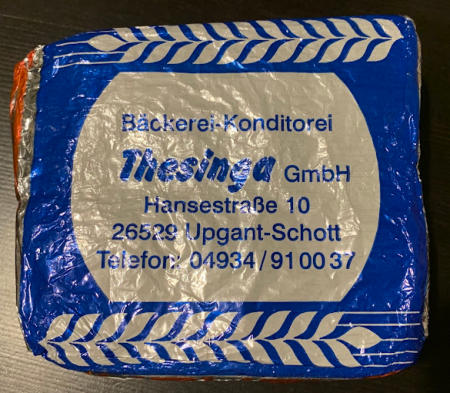 Bäckerei-Konditorei
Thesinga GmbH
Hansestraße 10
26529 Upgant-Schott
Telefon: 04934/910037